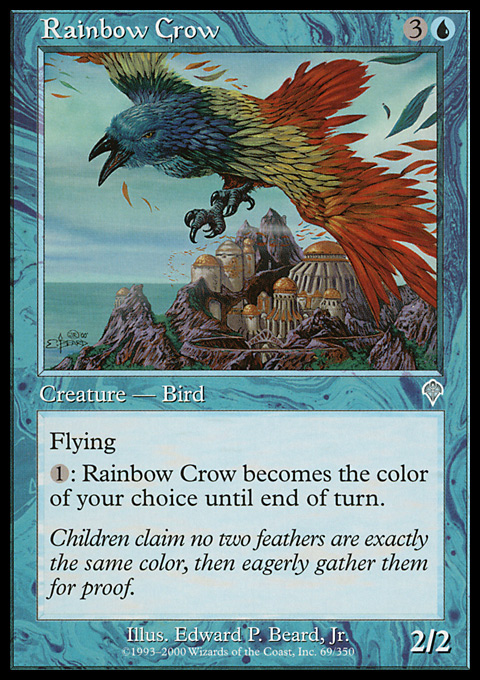 Rainbow Crow 3
Creature — Bird
Flying
1: Rainbow Crow becomes the color
of your choice until end of turn.
Children claim no two feathers are exactly
the same color, then eagerly gather them
for proof.
Illus. Edward P. Beard, Jr.
2/2
©1993–2000 Wizards of the Coast, Inc. 69/350